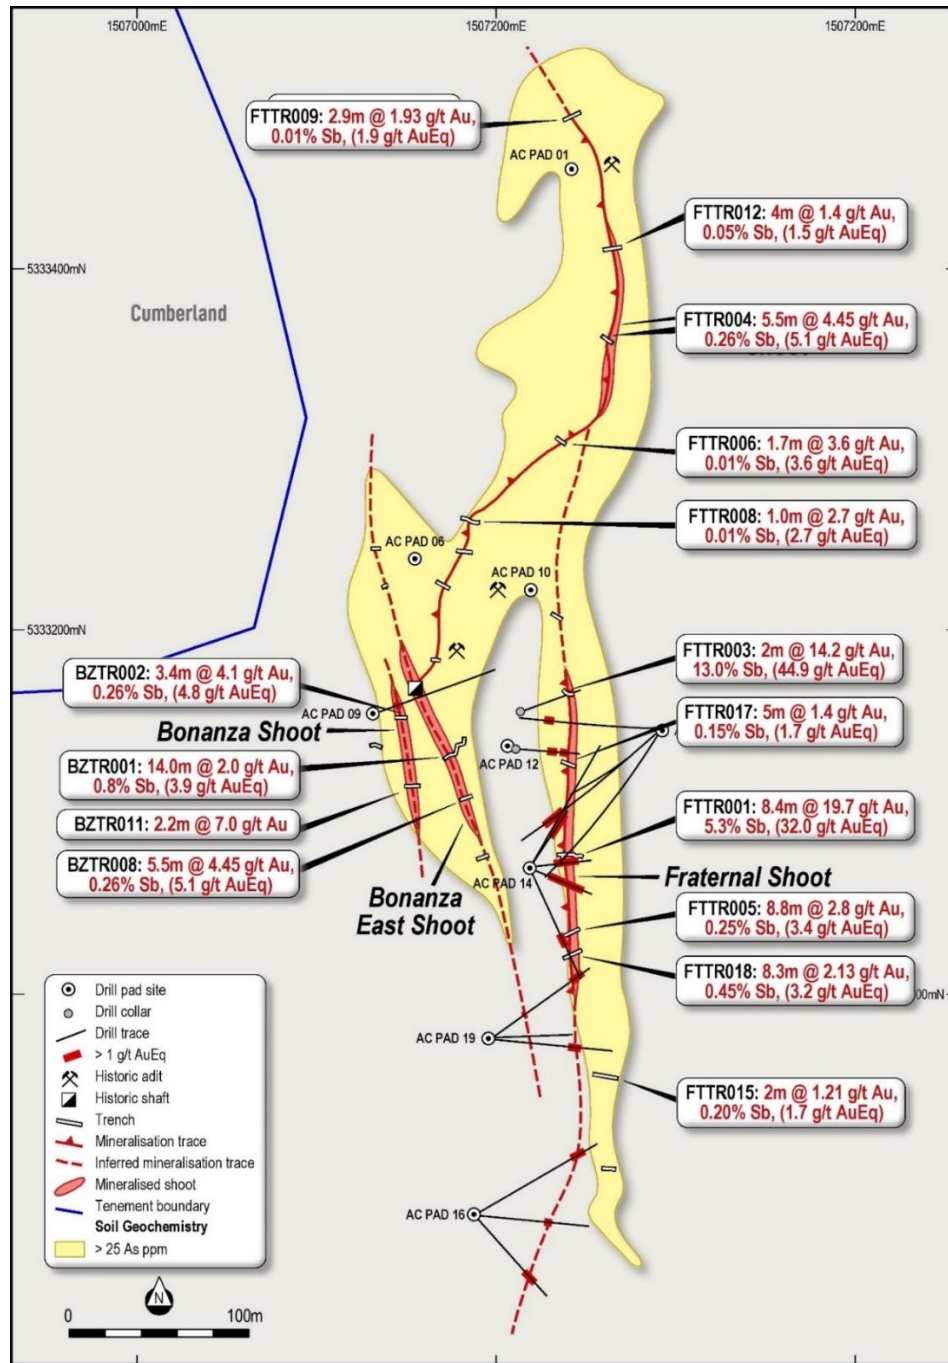 1507000mE
1507200mE
1507200mE
FTTR009: 2.9m @ 1.93 g/t Au,
0.01% Sb, (1.9 g/t AuEq)
AC PAD 01
FTTR012: 4m @ 1.4 g/t Au,
0.05% Sb, (1.5 g/t AuEq)
5333400mN
Cumberland
FTTR004: 5.5m @ 4.45 g/t Au,
0.26% Sb, (5.1 g/t AuEq)
FTTR006: 1.7m @ 3.6 g/t Au,
0.01% Sb, (3.6 g/t AuEq)
FTTR008: 1.0m @ 2.7 g/t Au,
0.01% Sb, (2.7 g/t AuEq)
AC PAD 06
AC PAD 10
5333200mN
FTTR003: 2m @ 14.2 g/t Au,
13.0% Sb, (44.9 g/t AuEq)
BZTR002: 3.4m @ 4.1 g/t Au,
0.26% Sb, (4.8 g/t AuEq)
AC PAD 09
FTTR017: 5m @ 1.4 g/t Au,
0.15% Sb, (1.7 g/t AuEq)
Bonanza Shoot
AC PAD 12
BZTR001: 14.0m @ 2.0 g/t Au,
0.8% Sb, (3.9 g/t AuEq)
BZTR011: 2.2m @ 7.0 g/t Au
FTTR001: 8.4m @ 19.7 g/t Au,
5.3% Sb, (32.0 g/t AuEq)
BZTR008: 5.5m @ 4.45 g/t Au,
0.26% Sb, (5.1 g/t AuEq)
AC PAD 14
Fraternal Shoot
Bonanza
East Shoot
FTTR005: 8.8m @ 2.8 g/t Au,
0.25% Sb, (3.4 g/t AuEq)
FTTR018: 8.3m @ 2.13 g/t Au,
0.45% Sb, (3.2 g/t AuEq)
AC PAD 19
FTTR015: 2m @ 1.21 g/t Au,
0.20% Sb, (1.7 g/t AuEq)
AC PAD 16
Drill pad site
Drill collar
Drill trace
> 1 g/t AuEq
Historic adit
Historic shaft
Trench
Mineralisation trace
Inferred mineralisation trace
Mineralised shoot
Tenement boundary
Soil Geochemistry
> 25 As ppm
N
0
100m